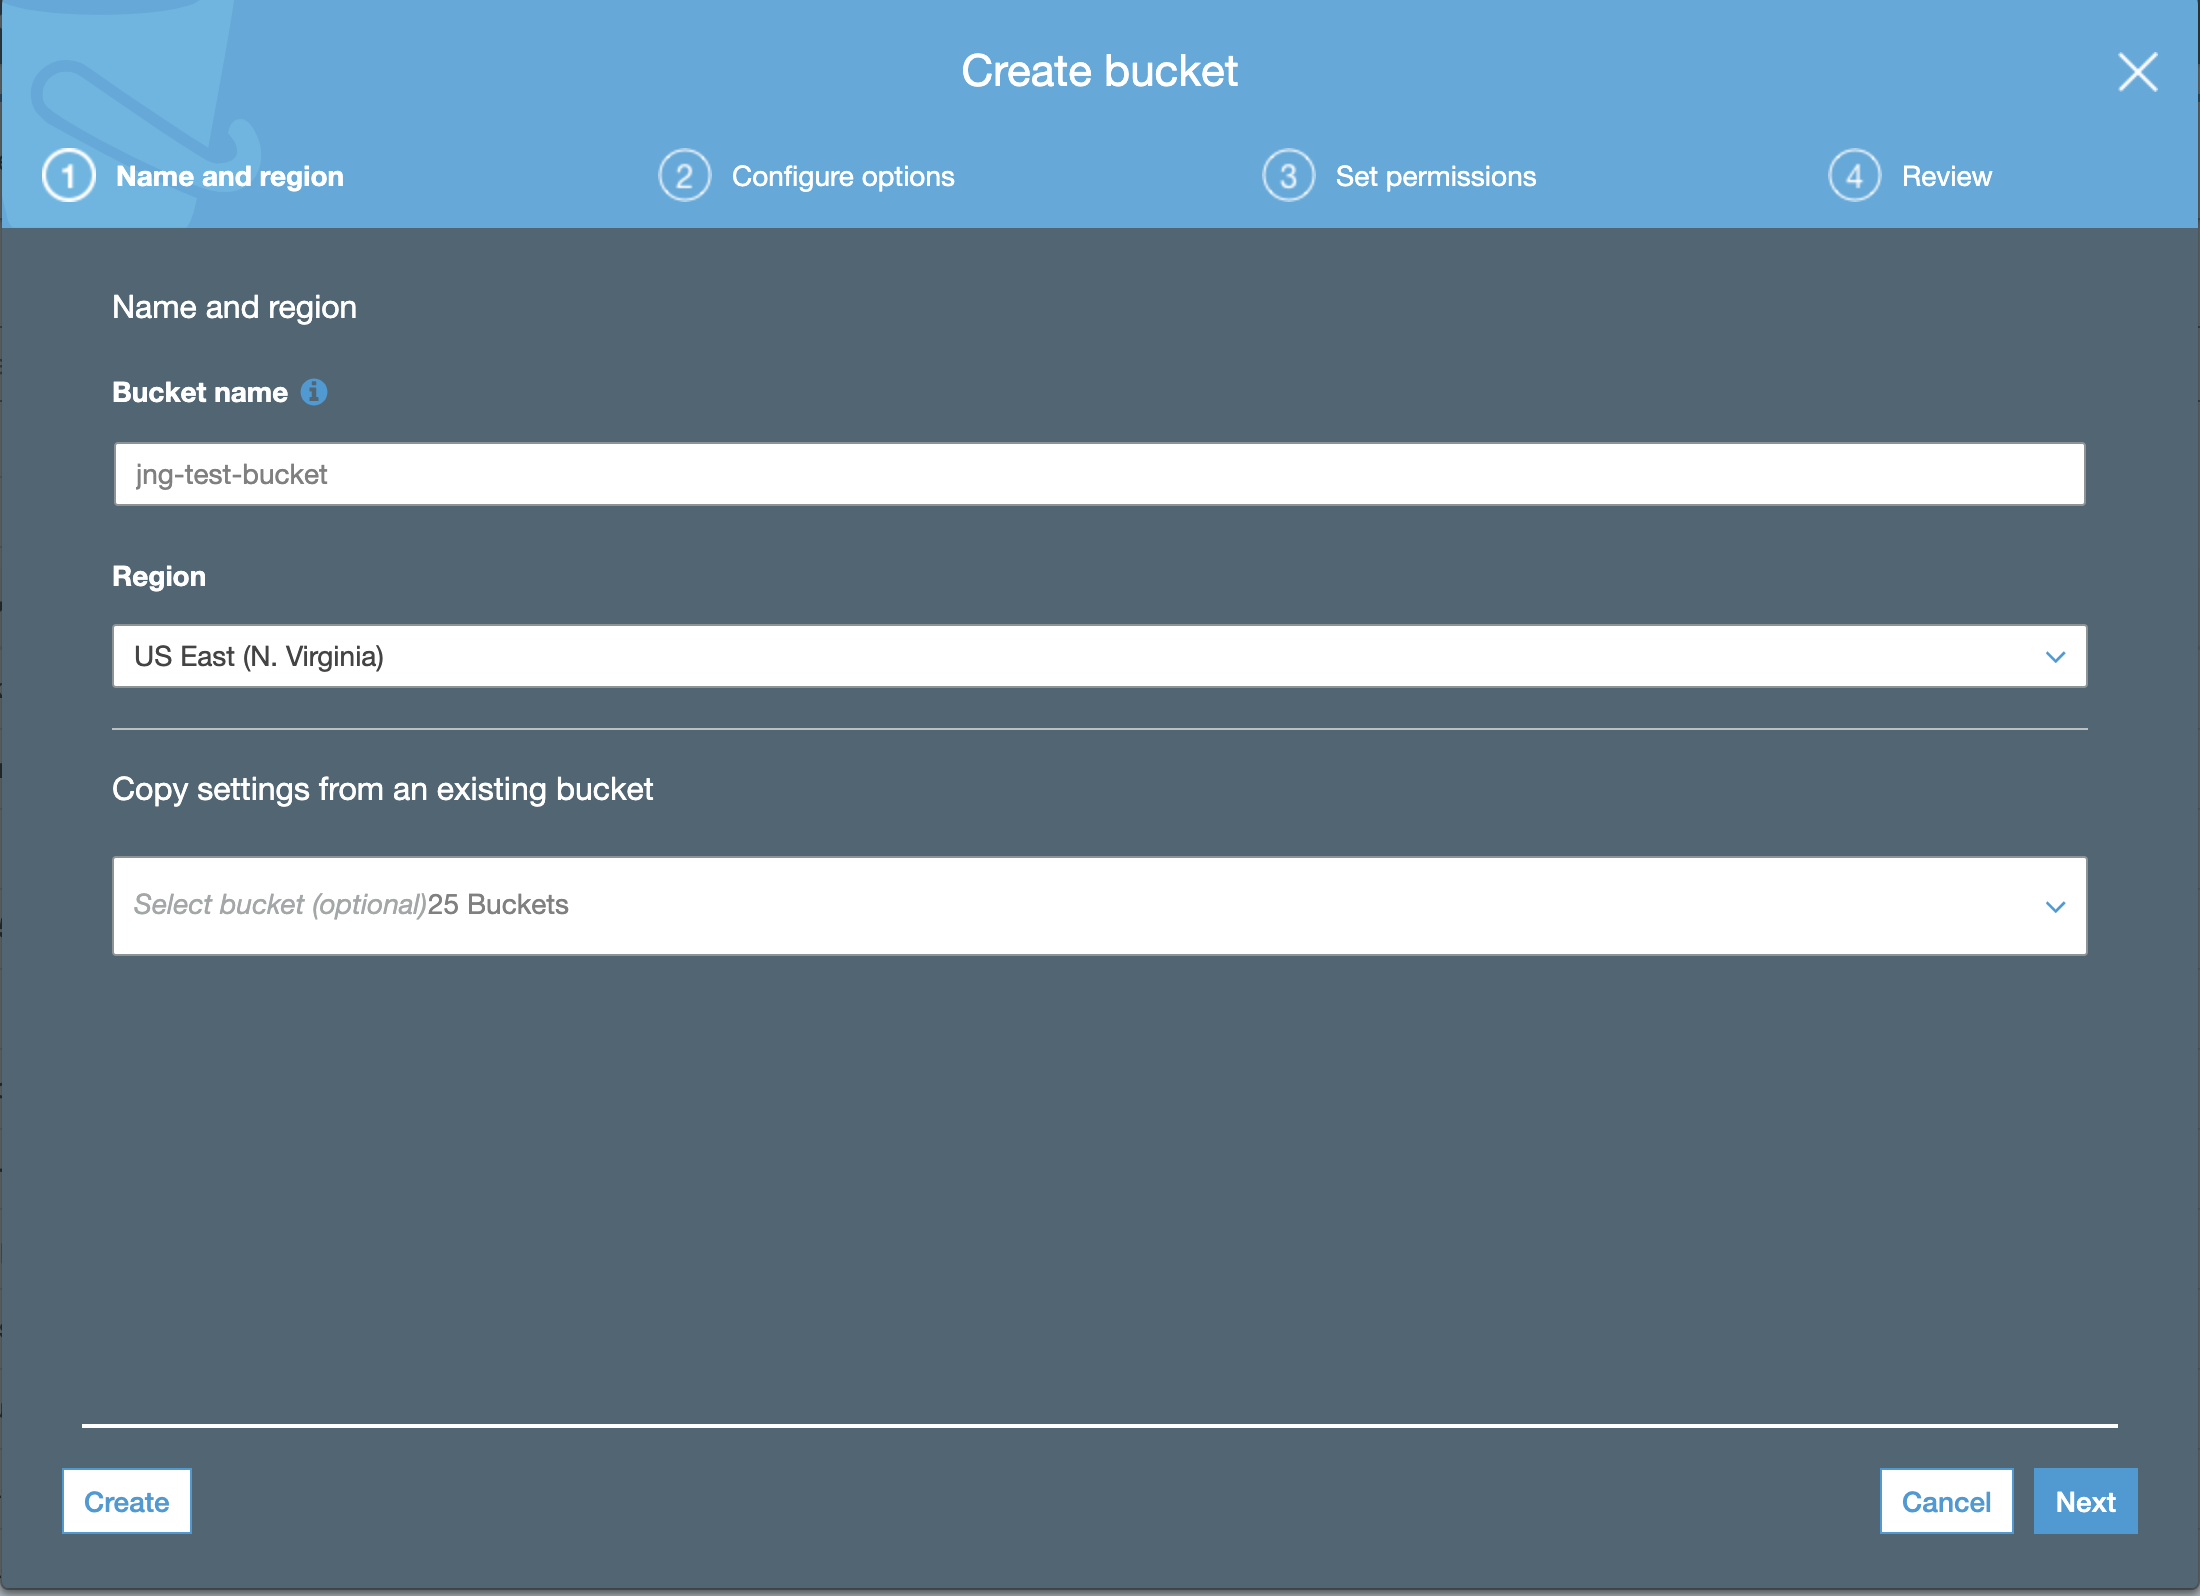 Create bucket
1 Name and region
2 Configure options
3 Set permissions
4 Review
Name and region
Bucket name
jng-test-bucket
Region
US East (N. Virginia)
Copy settings from an existing bucket
Select bucket (optional)25 Buckets
Create
Cancel
Next